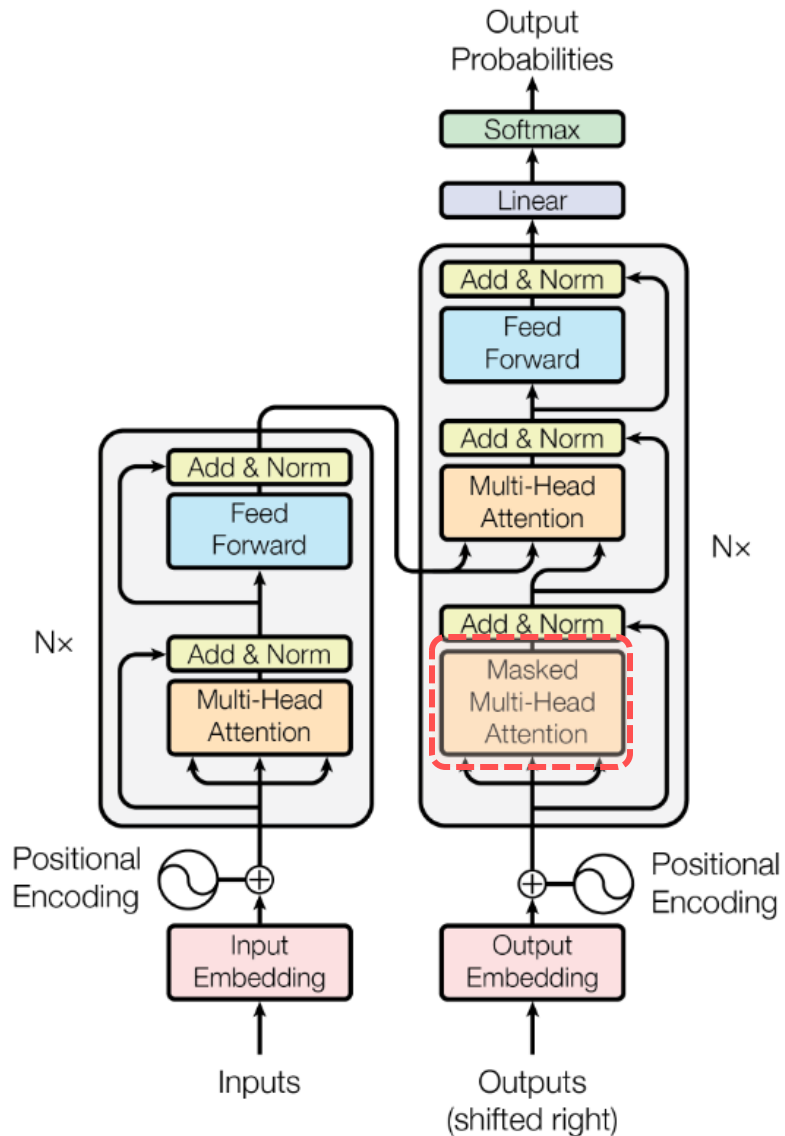 Output
Probabilities
Softmax
Linear
Add & Norm
Feed
Forward
Add & Norm
Multi-Head
Attention
Nx
Add & Norm
Masked
Multi-Head
Attention
Add & Norm
Feed
Forward
Nx
Add & Norm
Multi-Head
Attention
Positional
Encoding
Positional
Encoding
Input
Embedding
Output
Embedding
Inputs
Outputs
(shifted right)